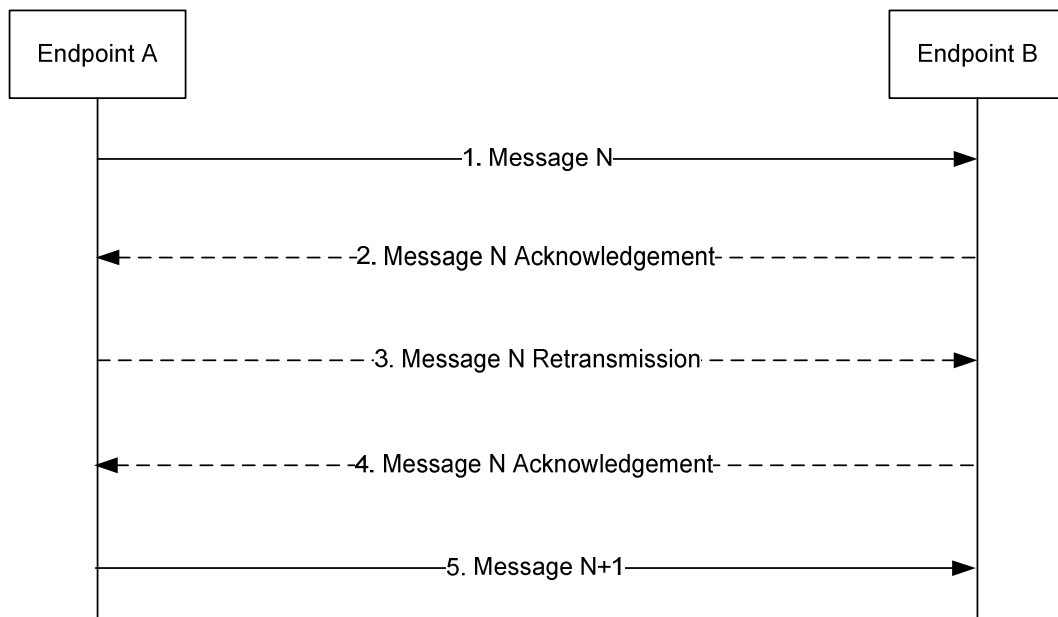 Endpoint A
Endpoint B
1. Message N
2. Message N Acknowledgement
3. Message N Retransmission
4. Message N Acknowledgement
5. Message N+1